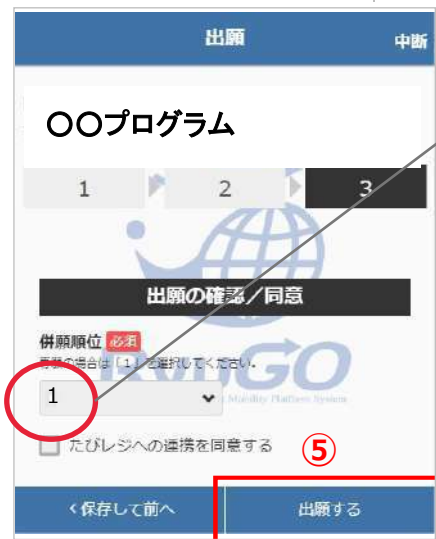 出願 中断
〇〇プログラム
1 2 3
出願の確認/同意
併願順位 必須
専願の場合は「1」を選択してください。
1
Mobility Platform System
たびレジへの連携を同意する
⑤
<保存して前へ 出願する